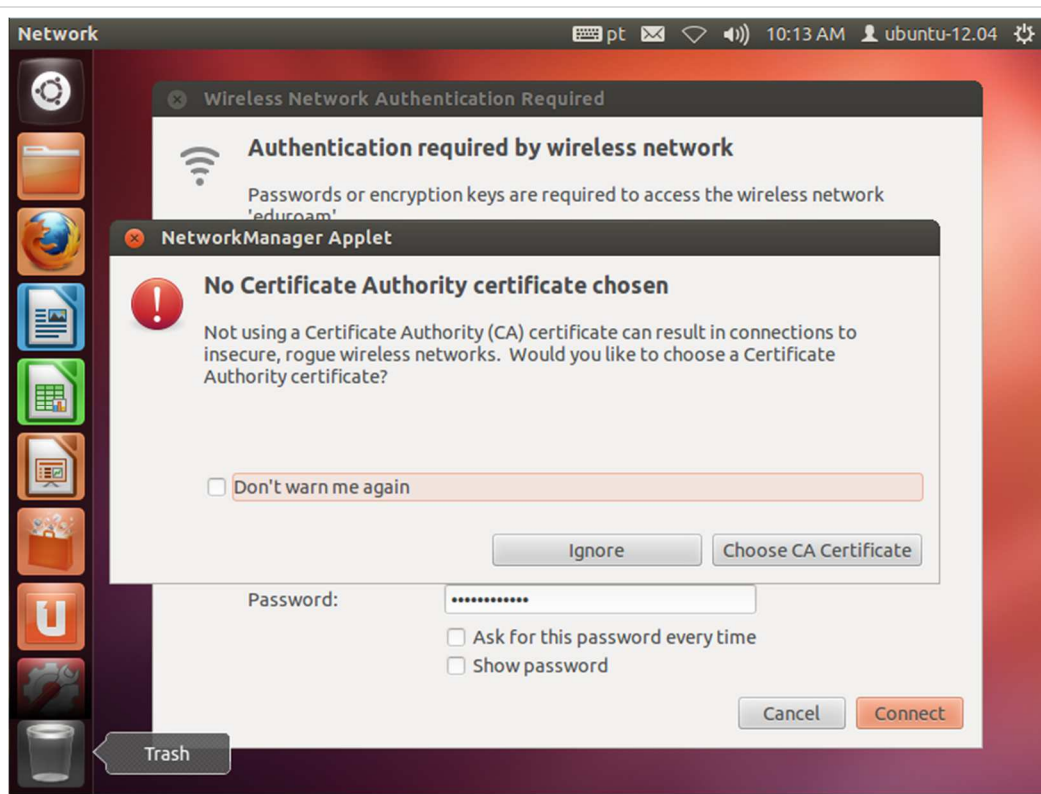 Network
pt
10:13 AM
ubuntu-12.04
Wireless Network Authentication Required
Authentication required by wireless network
Passwords or encryption keys are required to access the wireless network
'eduroam'
NetworkManager Applet
No Certificate Authority certificate chosen
Not using a Certificate Authority (CA) certificate can result in connections to
insecure, rogue wireless networks. Would you like to choose a Certificate
Authority certificate?
Don't warn me again
Ignore
Choose CA Certificate
Password:
••••••••••••
Ask for this password every time
Show password
Cancel
Connect
Trash